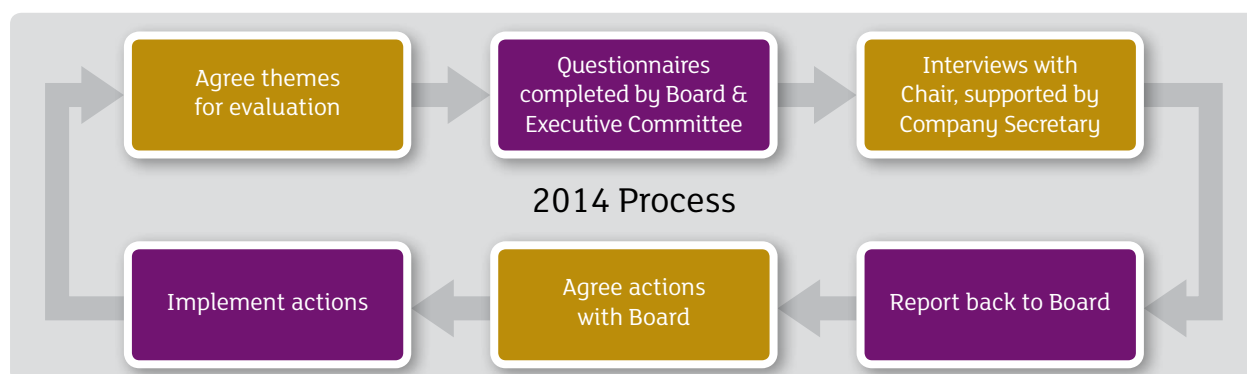 Agree themes
for evaluation
Questionnaires
completed by Board &
Executive Committee
Interviews with
Chair, supported by
Company Secretary
2014 Process
Implement actions
Agree actions
with Board
Report back to Board